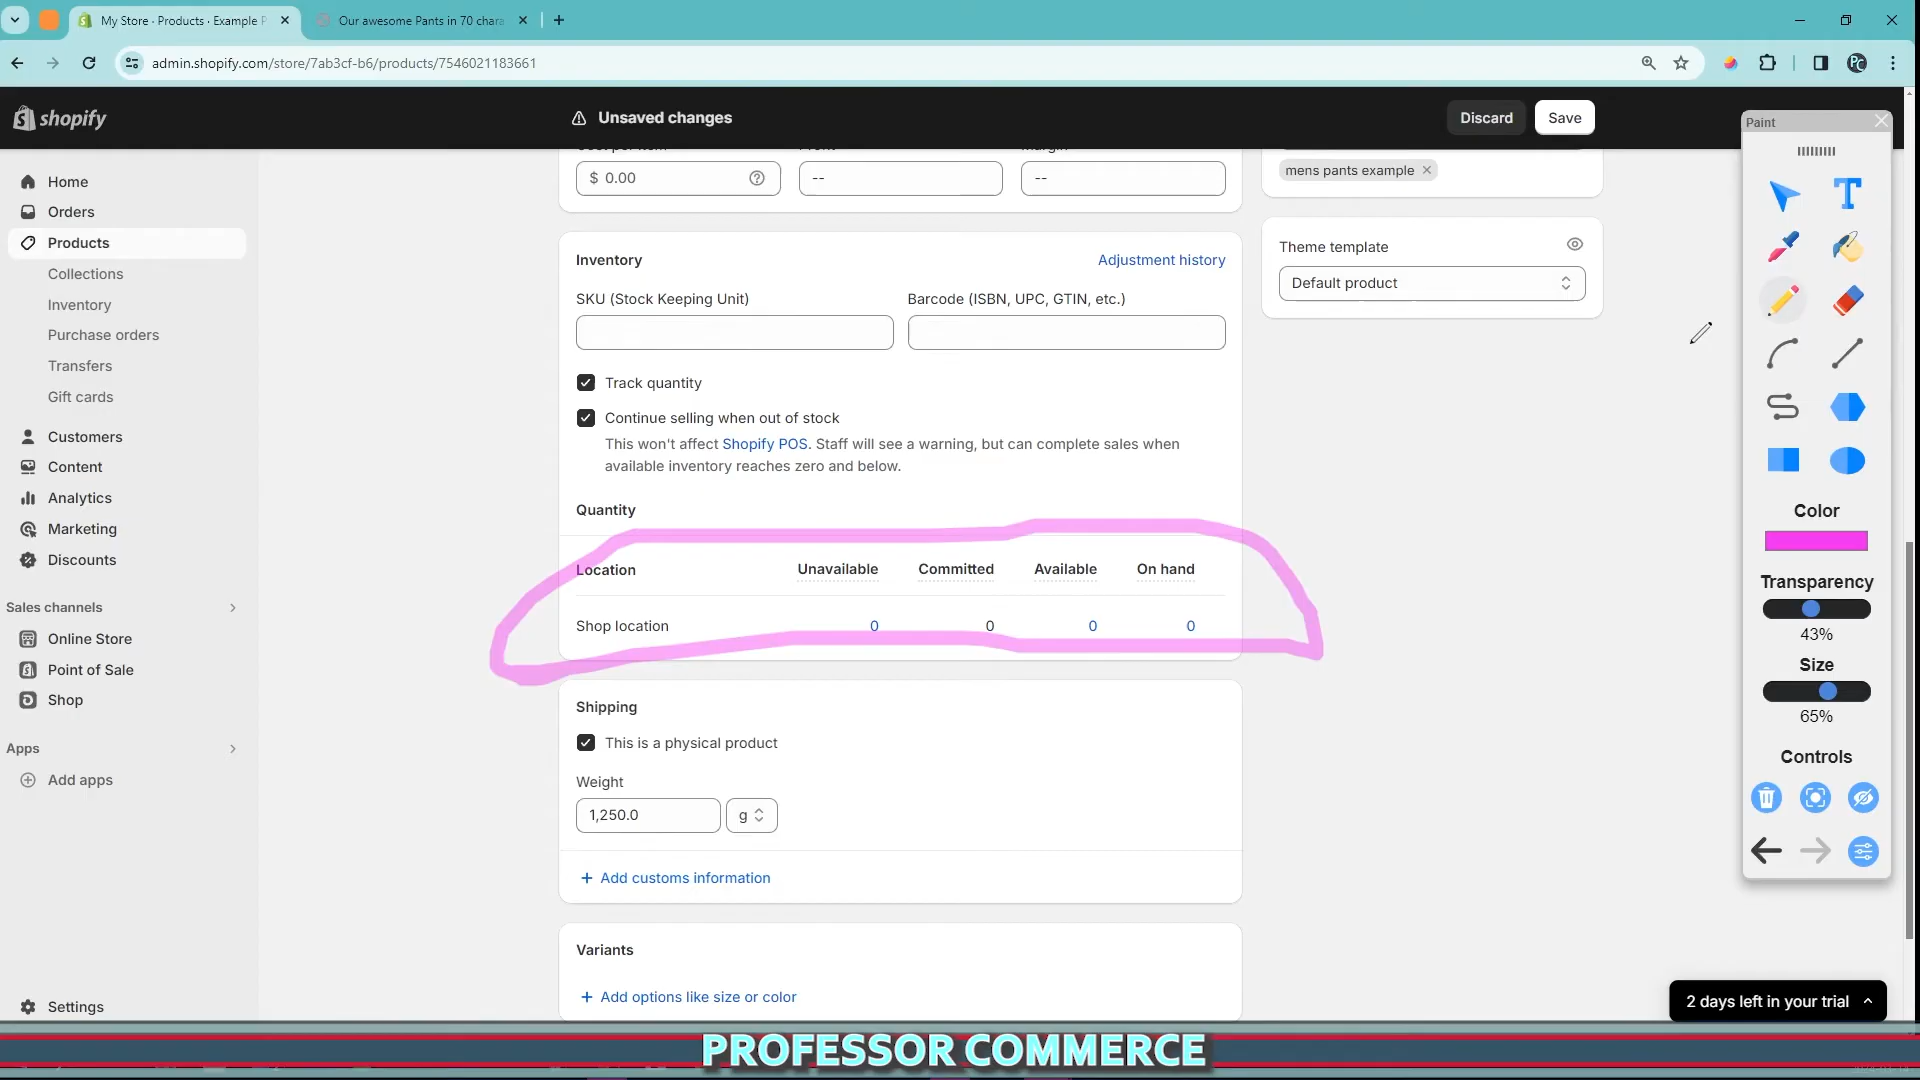 My Store · Products · Example P
Our awesome Pants in 70 chara
admin.shopify.com/store/7ab3cf-b6/products/7546021183661
shopify
Unsaved changes
Discard
Save
Home
Orders
Products
Collections
Inventory
Purchase orders
Transfers
Gift cards
Customers
Content
Analytics
Marketing
Discounts
Sales channels
Online Store
Point of Sale
Shop
Apps
Add apps
Settings
$ 0.00
--
--
Inventory
Adjustment history
SKU (Stock Keeping Unit)
Barcode (ISBN, UPC, GTIN, etc.)
Track quantity
Continue selling when out of stock
This won't affect Shopify POS. Staff will see a warning, but can complete sales when
available inventory reaches zero and below.
Quantity
Location Unavailable Committed Available On hand
Shop location 0 0 0 0
Shipping
This is a physical product
Weight
1,250.0 g
+ Add customs information
Variants
+ Add options like size or color
mens pants example
Theme template
Default product
Paint
T
Color
Transparency
43%
Size
65%
Controls
2 days left in your trial
PROFESSOR COMMERCE